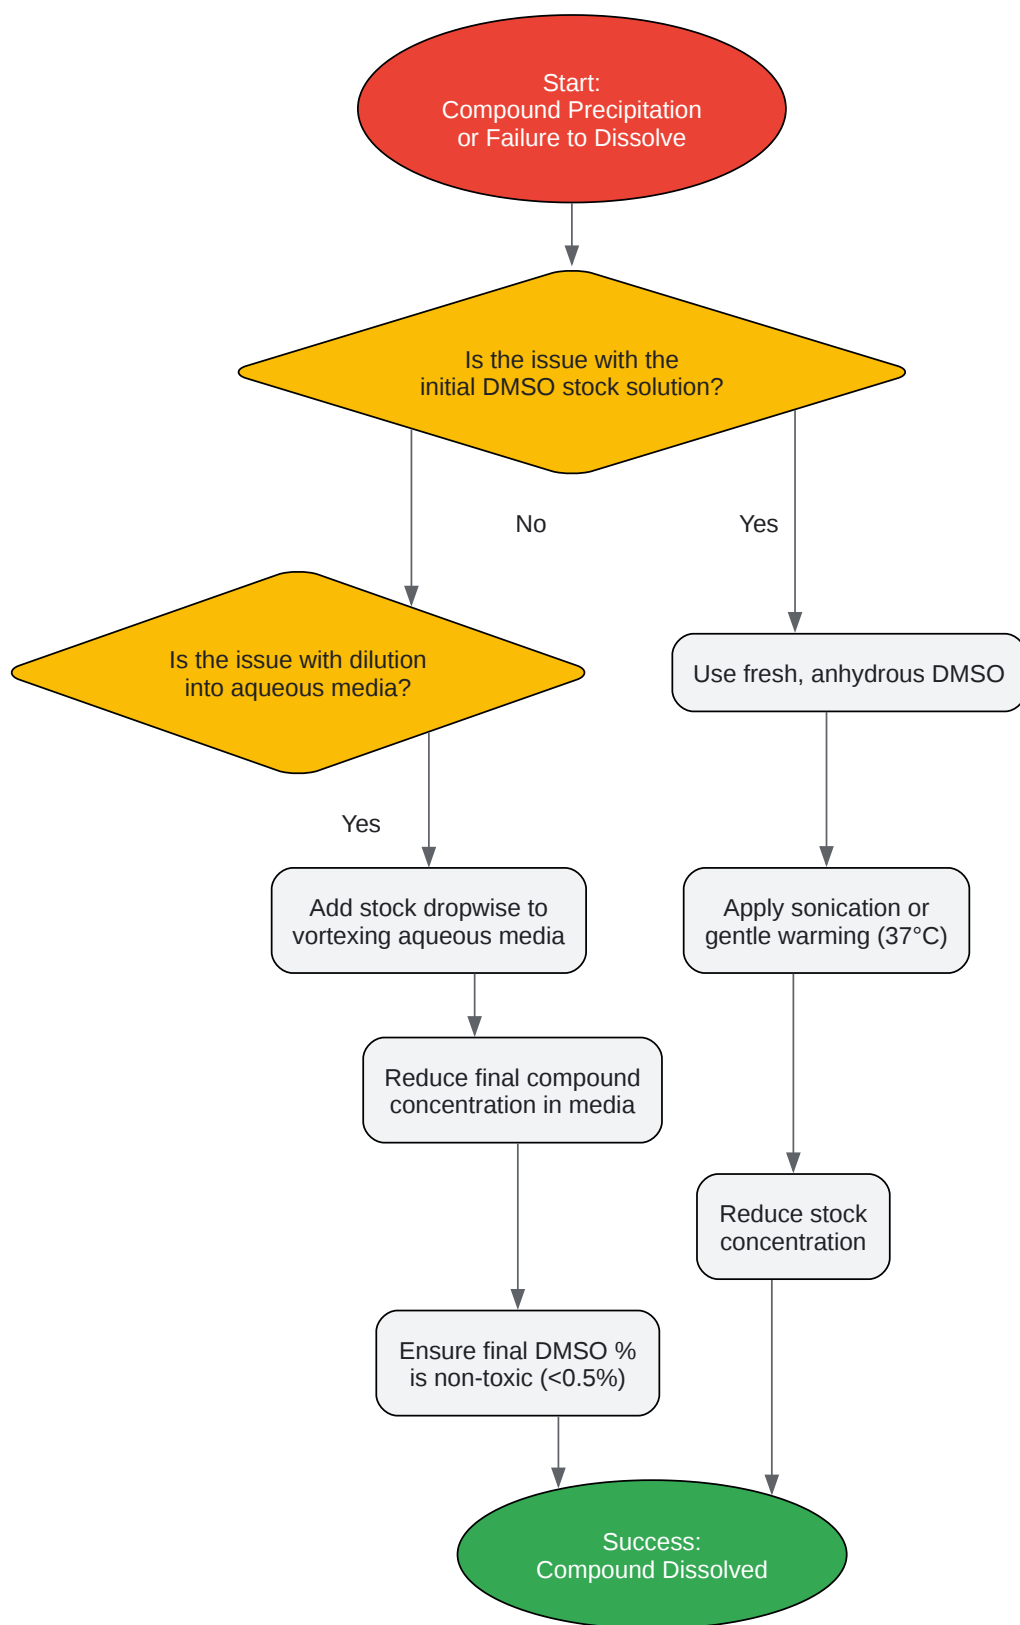 Start:
Compound Precipitation
or Failure to Dissolve
Is the issue with the
initial DMSO stock solution?
No
Yes
Is the issue with dilution
into aqueous media?
Use fresh, anhydrous DMSO
Yes
Add stock dropwise to
vortexing aqueous media
Apply sonication or
gentle warming (37°C)
Reduce final compound
concentration in media
Reduce stock
concentration
Ensure final DMSO %
is non-toxic (<0.5%)
Success:
Compound Dissolved